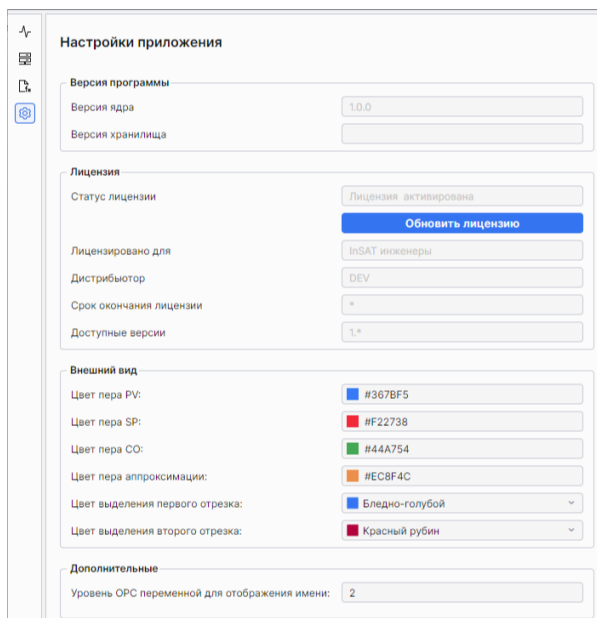 Настройки приложения
Версия программы
Версия ядра 1.0.0
Версия хранилища
Лицензия
Статус лицензии Лицензия активирована
Обновить лицензию
Лицензировано для InSAT инженеры
Дистрибьютор DEV
Срок окончания лицензии *
Доступные версии 1.*
Внешний вид
Цвет пера PV: #367BF5
Цвет пера SP: #F22738
Цвет пера CO: #44A754
Цвет пера аппроксимации: #EC8F4C
Цвет выделения первого отрезка: Бледно-голубой
Цвет выделения второго отрезка: Красный рубин
Дополнительные
Уровень OPC переменной для отображения имени: 2